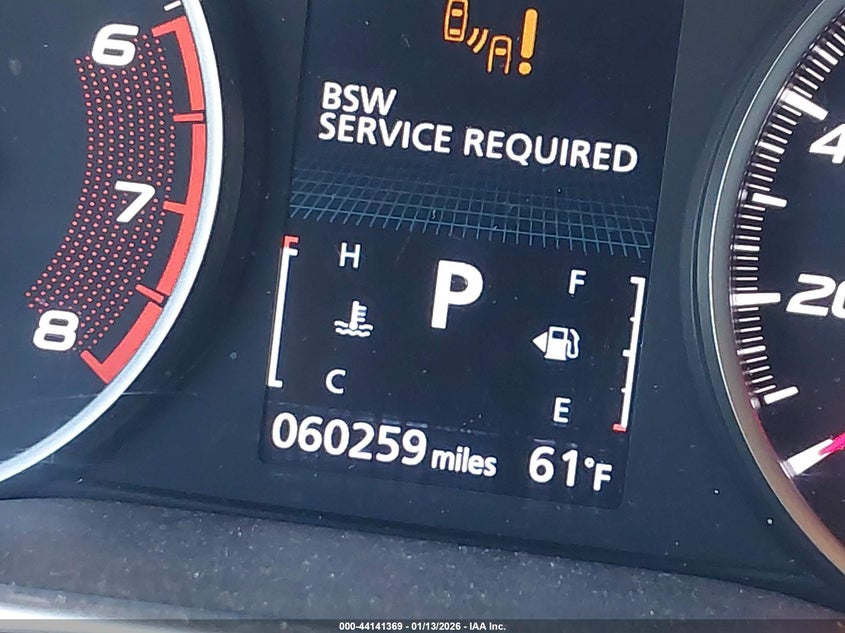 BSW
SERVICE REQUIRED
6
7
8
4
20
H
P
F
C
E
060259 miles
61°F
000-44141369 - 01/13/2026 - IAA Inc.